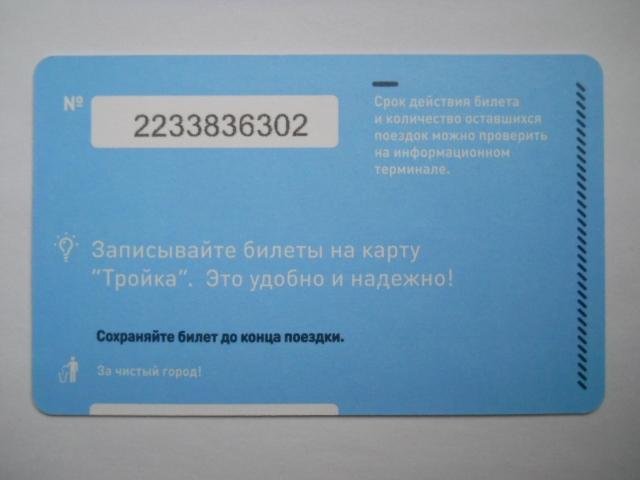 № 2233836302
Срок действия билета
и количество оставшихся
поездок можно проверить
на информационном
терминале.
Записывайте билеты на карту
"Тройка". Это удобно и надежно!
Сохраняйте билет до конца поездки.
За чистый город!